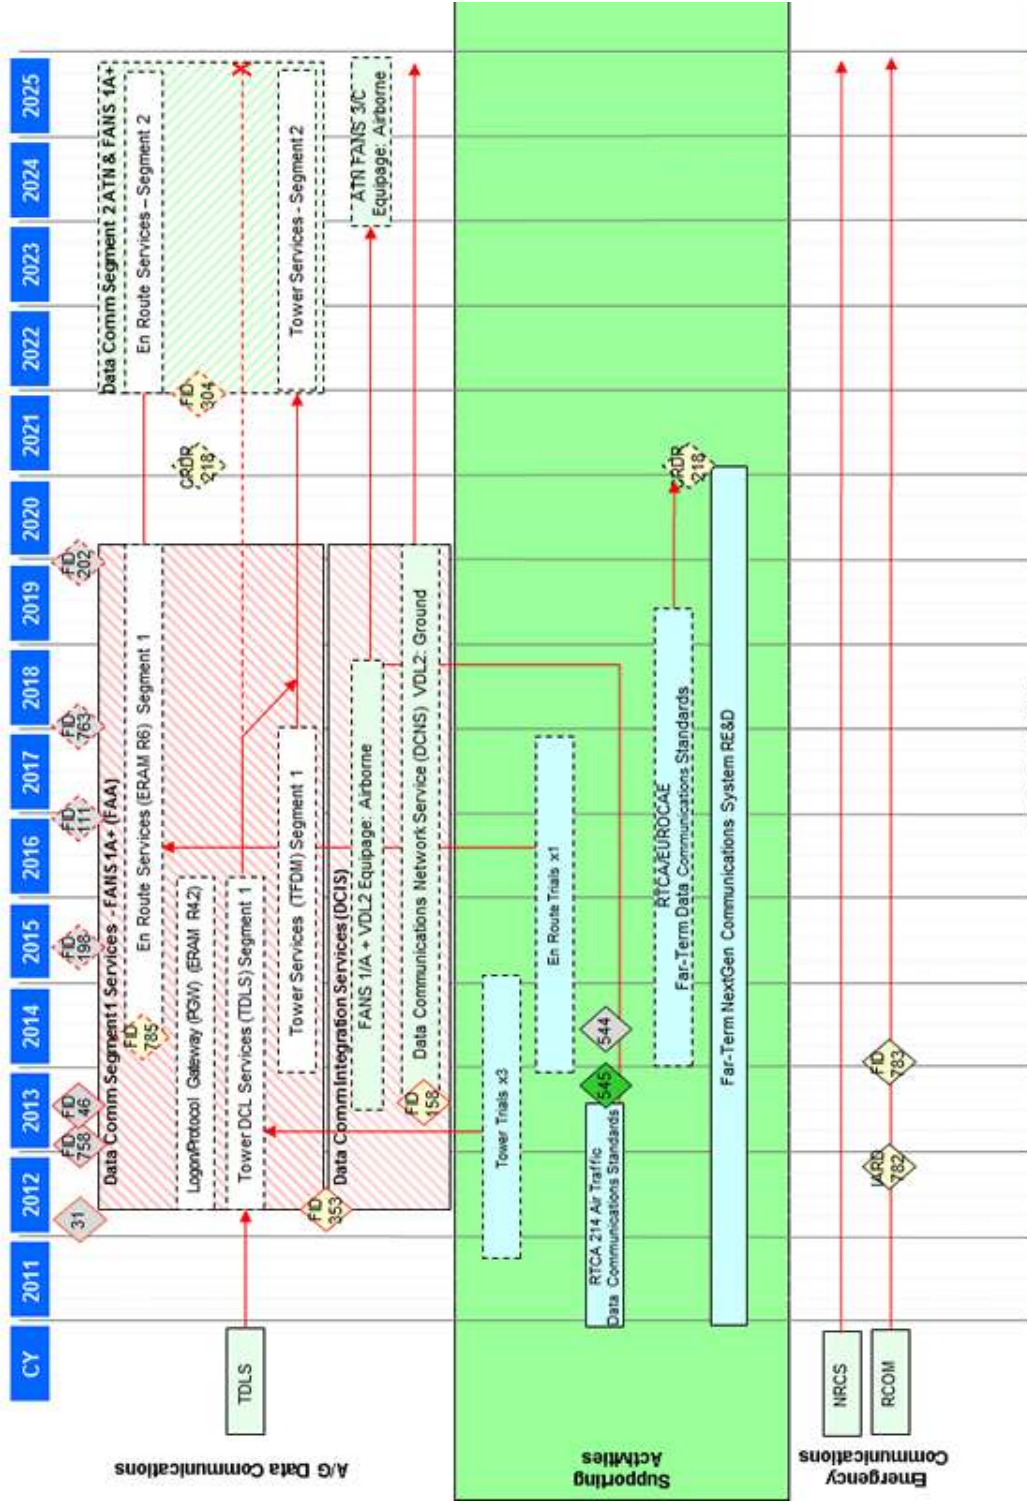 CY
2011
2012
2013
2014
2015
2016
2017
2018
2019
2020
2021
2022
2023
2024
2025
A/G Data Communications
31
FID
758
FID
46
FID
198
FID
111
FID
763
FID
202
Data Comm Segment 1 Services - FANS 1A+ (FAA)
FID
785
En Route Services (ERAM R6) Segment 1
Logon/Protocol Gateway (PGW) (ERAM R42)
TDLS
Tower DCL Services (TDLS) Segment 1
Tower Services (TFDM) Segment 1
CRDR
218
FID
304
Data Comm Segment 2 ATN & FANS 1A+
En Route Services – Segment 2
X
Tower Services - Segment 2
FID
353
Data Comm Integration Services (DCIS)
FANS 1/A + VDL2 Equipage: Airborne
ATN FANS 3/C
Equipage: Airborne
FID
158
Data Communications Network Service (DCNS) VDL2: Ground
Supporting
Activities
Tower Trials x3
En Route Trials x1
RTCA 214 Air Traffic
Data Communications Standards
545
544
RTCA/EUROCAE
Far-Term Data Communications Standards
CRDR
218
Far-Term NextGen Communications System RE&D
Emergency
Communications
NRCS
RCOM
IARD
782
FID
783